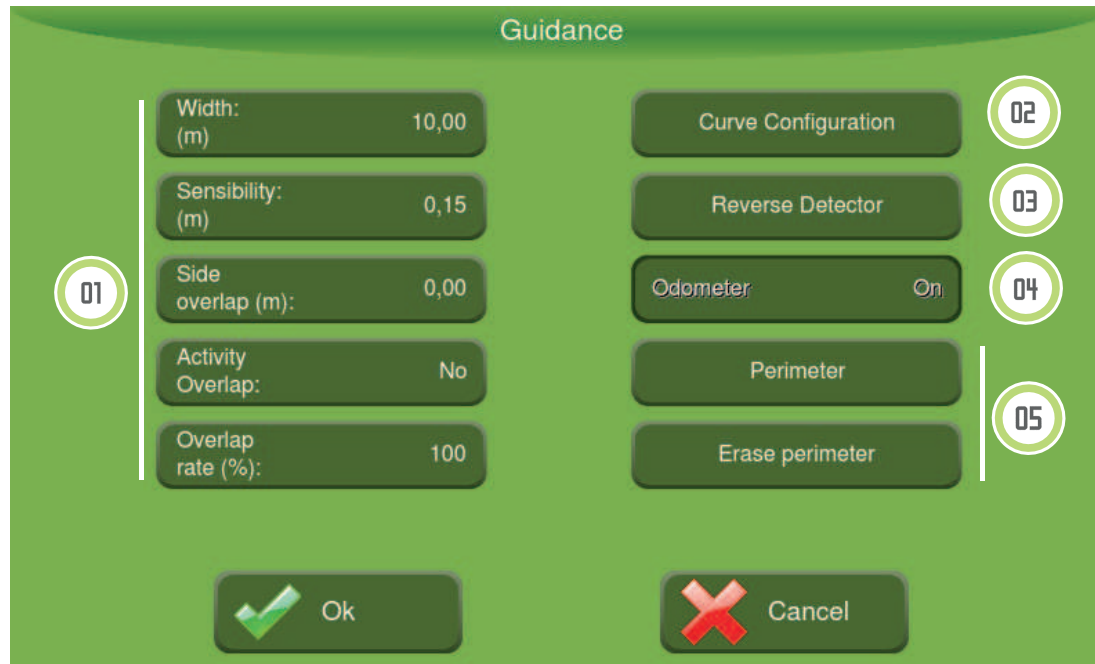 Guidance
01
Width:
(m)
10,00
Sensibility:
(m)
0,15
Side
overlap (m):
0,00
Activity
Overlap:
No
Overlap
rate (%):
100
Curve Configuration
02
Reverse Detector
03
Odometer On
04
Perimeter
Erase perimeter
05
Ok
Cancel